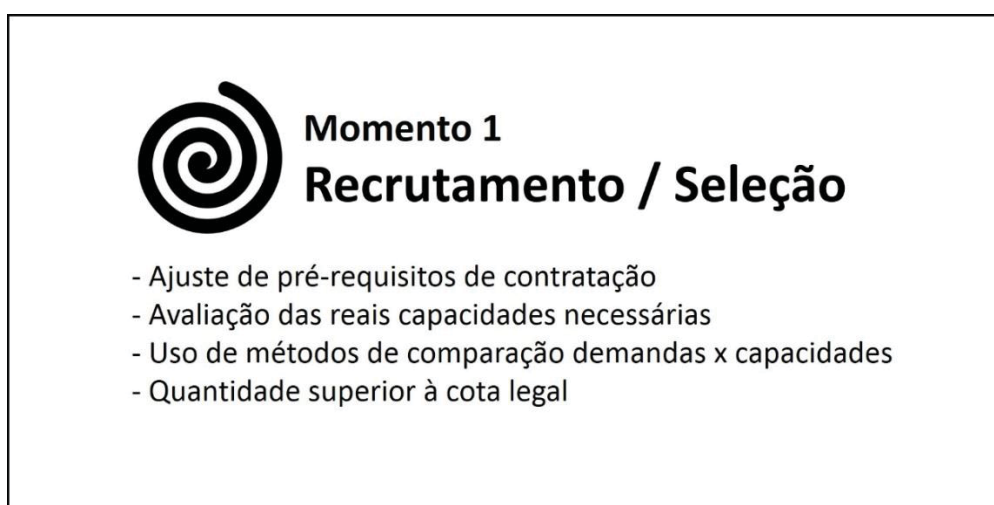 Momento 1
Recrutamento / Seleção
- Ajuste de pré-requisitos de contratação
- Avaliação das reais capacidades necessárias
- Uso de métodos de comparação demandas x capacidades
- Quantidade superior à cota legal